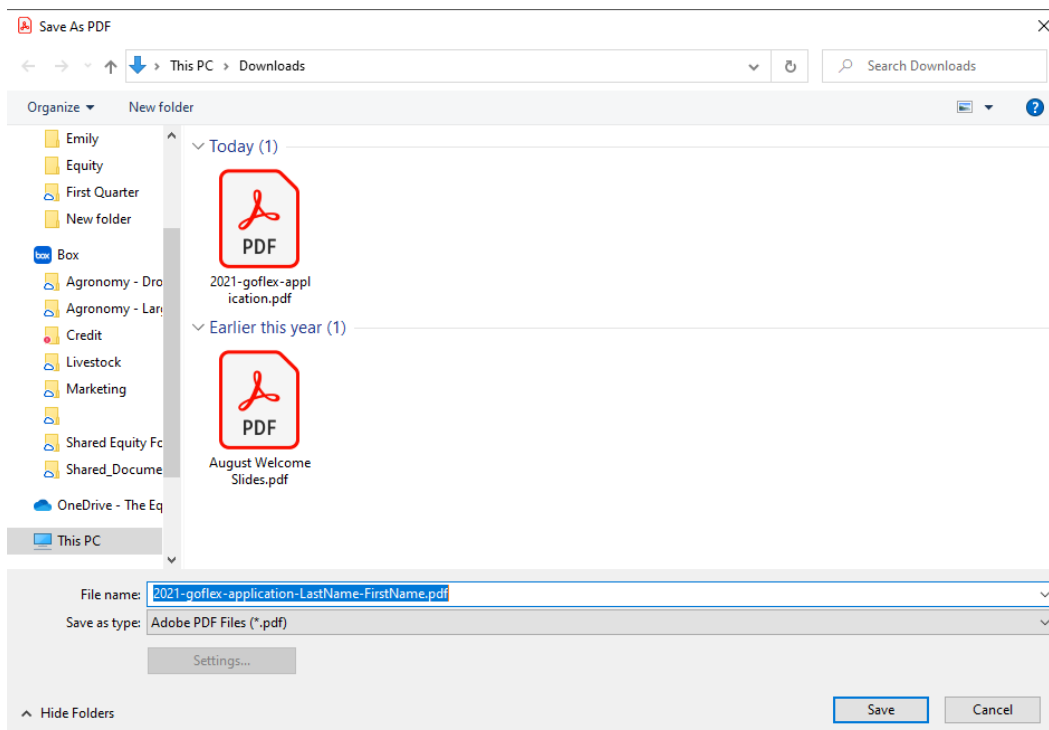 Save As PDF
This PC > Downloads
Search Downloads
Organize
New folder
Emily
Equity
First Quarter
New folder
box Box
Agronomy - Dro
Agronomy - Lar
Credit
Livestock
Marketing
Shared Equity Fc
Shared_Docume
OneDrive - The Eq
This PC
Today (1)
PDF
2021-goflex-appl
ication.pdf
Earlier this year (1)
PDF
August Welcome
Slides.pdf
File name: 2021-goflex-application-LastName-FirstName.pdf
Save as type: Adobe PDF Files (*.pdf)
Settings...
Hide Folders
Save
Cancel